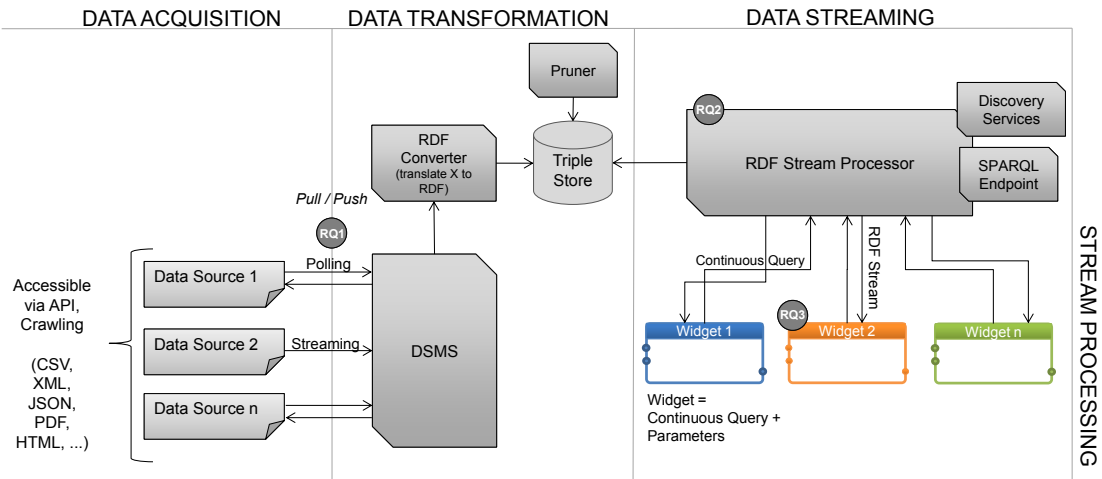 DATA ACQUISITION
DATA TRANSFORMATION
DATA STREAMING
Pruner
RQ2
Discovery
Services
RDF
Converter
(translate X to
RDF)
Triple
Store
RDF Stream Processor
SPARQL
Endpoint
Pull / Push
RQ1
Accessible
via API,
Crawling
(CSV,
XML,
JSON,
PDF,
HTML, ...)
Data Source 1
Polling
Data Source 2
Streaming
Data Source n
DSMS
Continuous Query
RDF Stream
RQ3
Widget 1
Widget 2
Widget n
Widget =
Continuous Query +
Parameters
STREAM PROCESSING